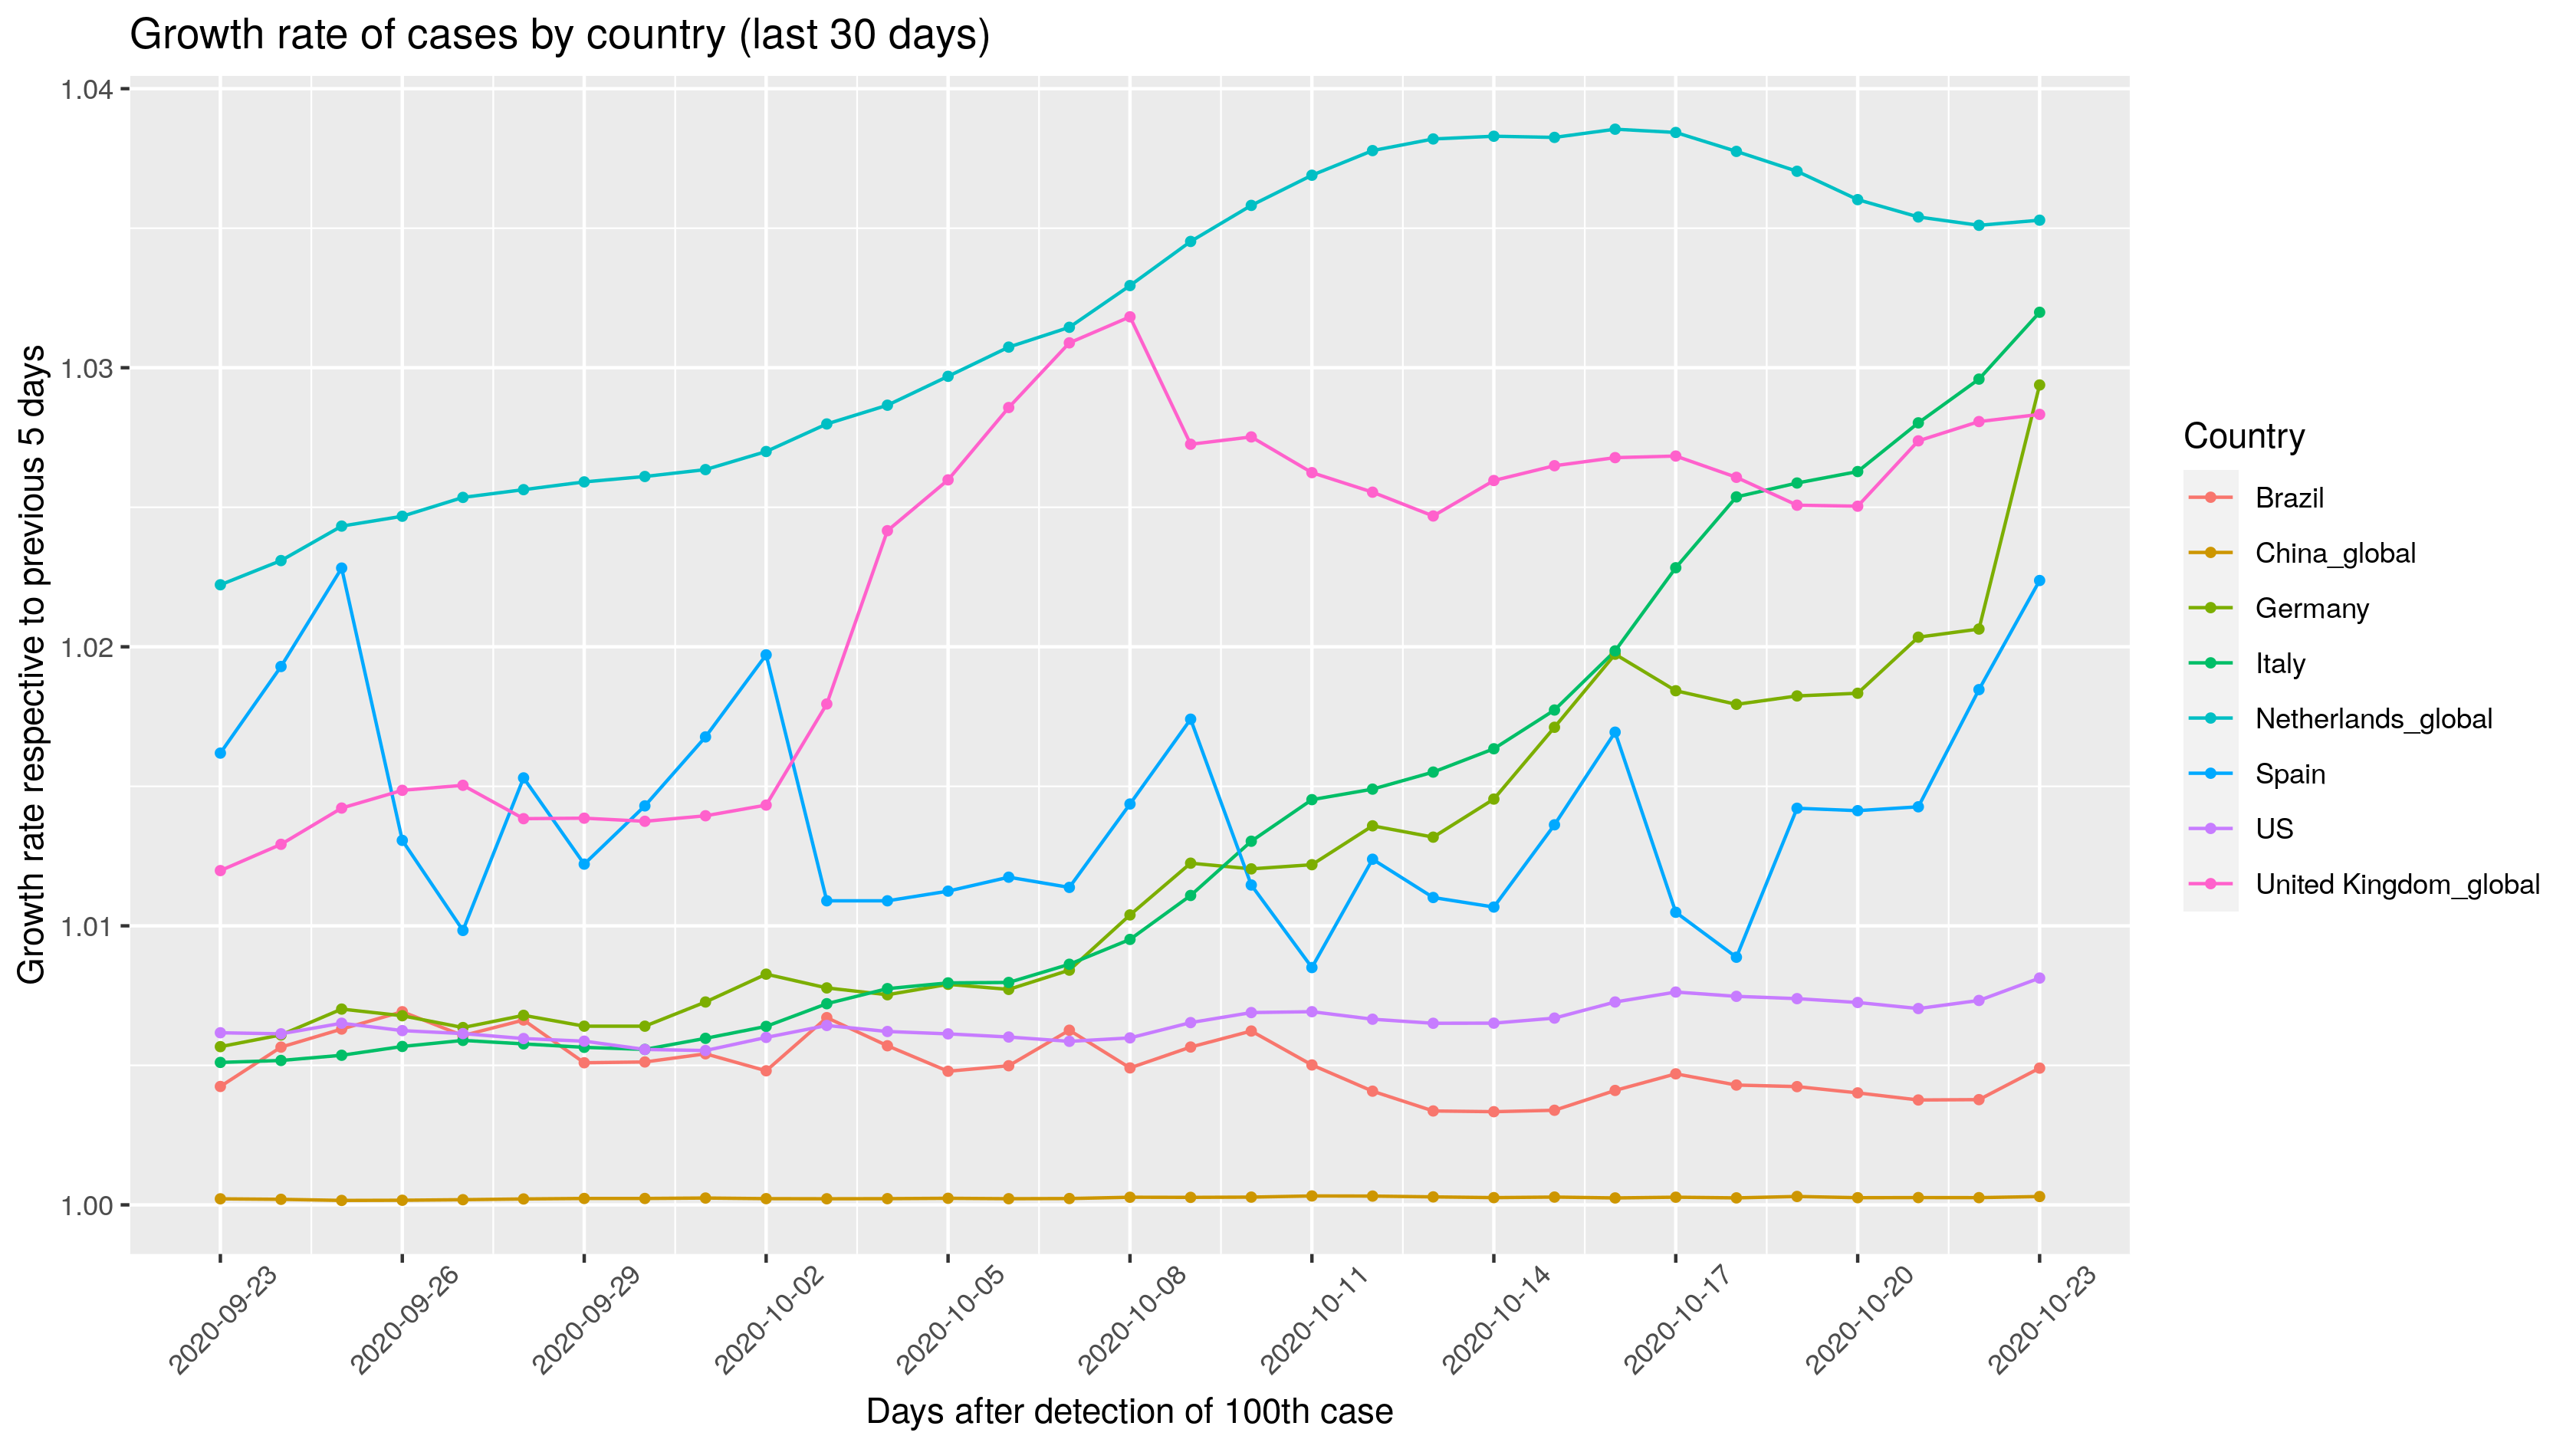 Growth rate of cases by country (last 30 days)
Growth rate respective to previous 5 days
1.04
1.03
1.02
1.01
1.00
2020-09-23
2020-09-26
2020-09-29
2020-10-02
2020-10-05
2020-10-08
2020-10-11
2020-10-14
2020-10-17
2020-10-20
2020-10-23
Days after detection of 100th case
Country
Brazil
China_global
Germany
Italy
Netherlands_global
Spain
US
United Kingdom_global